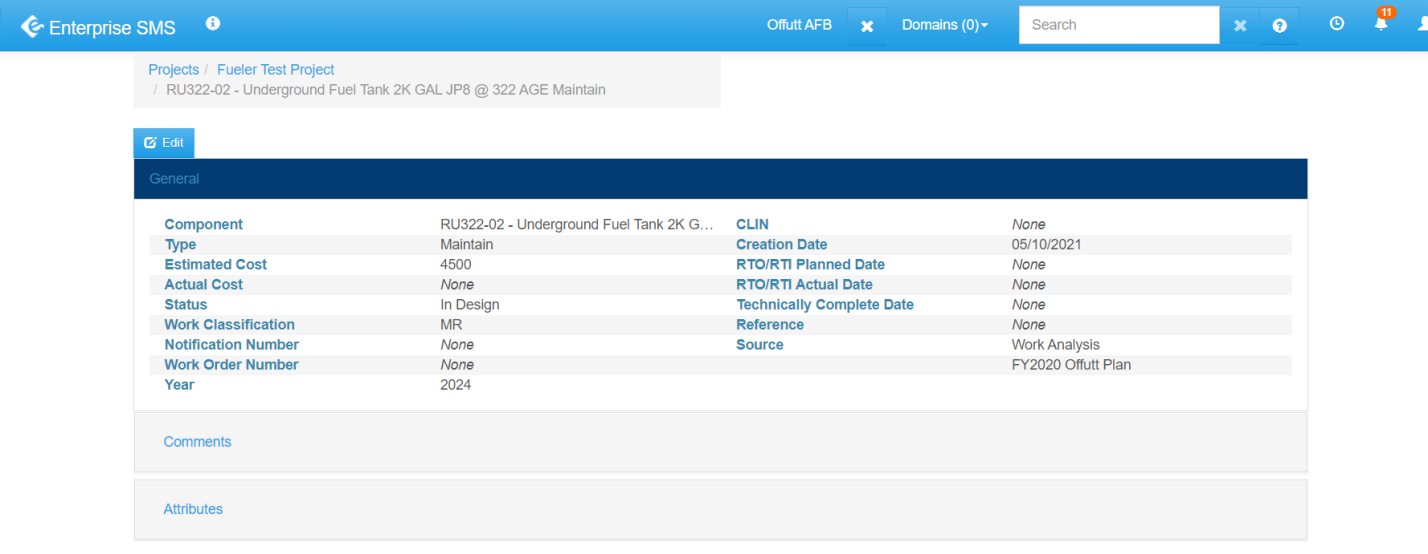 Enterprise SMS
Offutt AFB
Domains (0)
Search
11
Projects / Fueler Test Project
/ RU322-02 - Underground Fuel Tank 2K GAL JP8 @ 322 AGE Maintain
Edit
General
Component RU322-02 - Underground Fuel Tank 2K G... CLIN None
Type Maintain Creation Date 05/10/2021
Estimated Cost 4500 RTO/RTI Planned Date None
Actual Cost None RTO/RTI Actual Date None
Status In Design Technically Complete Date None
Work Classification MR Reference None
Notification Number None Source Work Analysis
Work Order Number None FY2020 Offutt Plan
Year 2024
Comments
Attributes